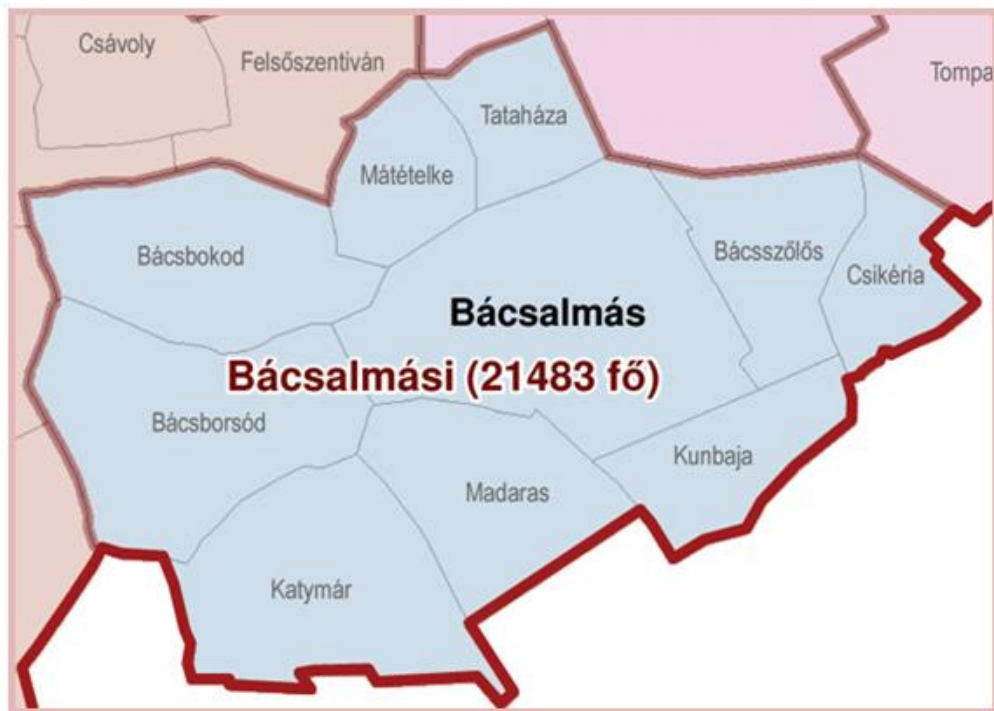 Csávoly
Felsőszentiván
Tompa
Tataháza
Mátételke
Bácsbokod
Bácsszőlős
Csikéria
Bácsalmás
Bácsalmási (21483 fő)
Bácsborsód
Kunbaja
Madaras
Katymár